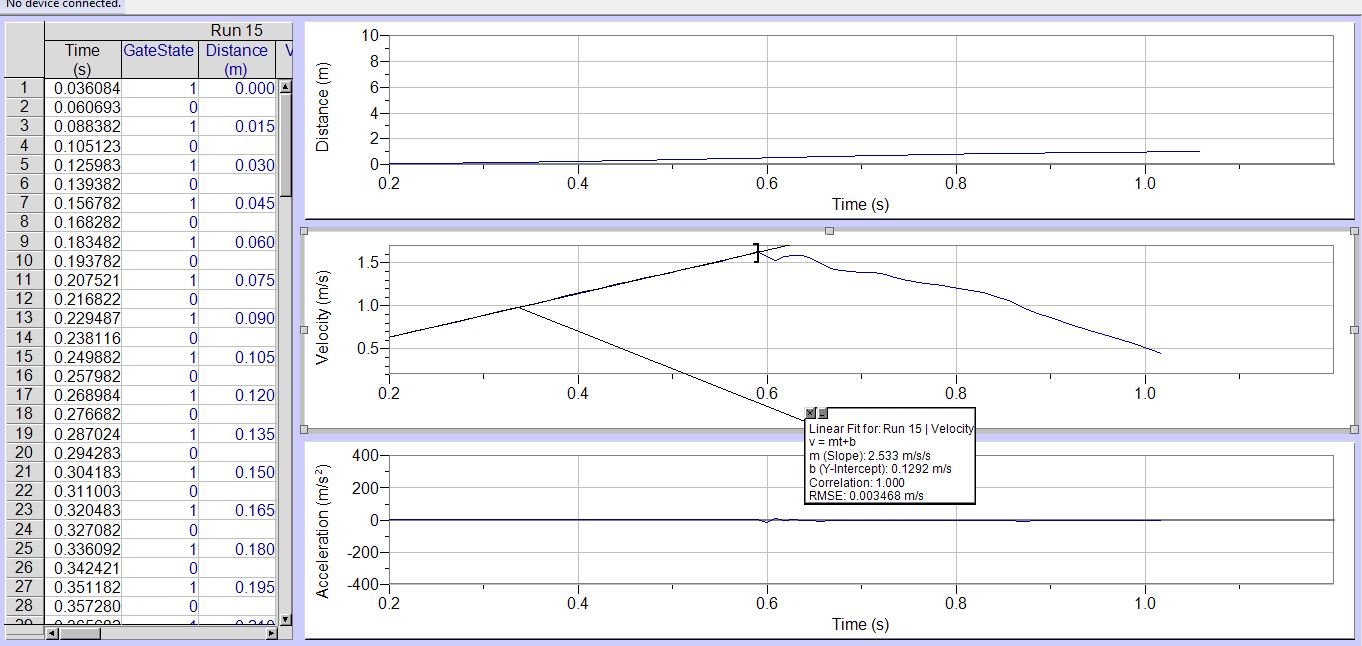 No device connected.
Run 15
Time GateState Distance V
(s) (m)
1 0.036084 1 0.000
2 0.060693 0
3 0.088382 1 0.015
4 0.105123 0
5 0.125983 1 0.030
6 0.139382 0
7 0.156782 1 0.045
8 0.168282 0
9 0.183482 1 0.060
10 0.193782 0
11 0.207521 1 0.075
12 0.216822 0
13 0.229487 1 0.090
14 0.238116 0
15 0.249882 1 0.105
16 0.257982 0
17 0.268984 1 0.120
18 0.276682 0
19 0.287024 1 0.135
20 0.294283 0
21 0.304183 1 0.150
22 0.311003 0
23 0.320483 1 0.165
24 0.327082 0
25 0.336092 1 0.180
26 0.342421 0
27 0.351182 1 0.195
28 0.357280 0
Distance (m)
10
8
6
4
2
0
0.2 0.4 0.6 0.8 1.0
Time (s)
Velocity (m/s)
1.5
1.0
0.5
0.2 0.4 0.6 0.8 1.0
Linear Fit for: Run 15 | Velocity
v = mt+b
m (Slope): 2.533 m/s/s
b (Y-Intercept): 0.1292 m/s
Correlation: 1.000
RMSE: 0.003468 m/s
Acceleration (m/s²)
400
200
0
-200
-400
0.2 0.4 0.6 0.8 1.0
Time (s)